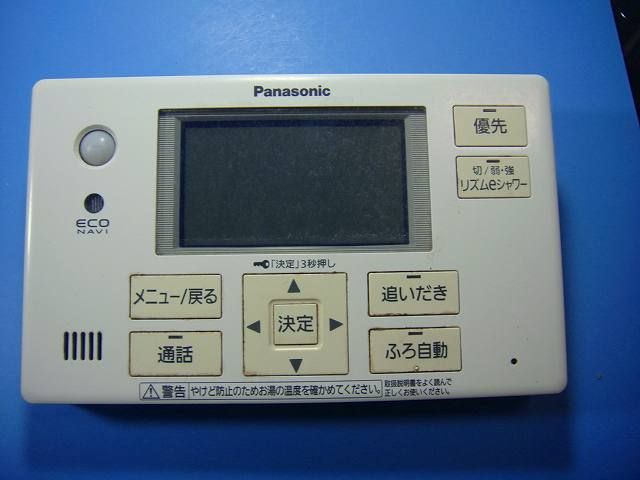 Panasonic
優先
切/弱・強
リズムeシャワー
ECO
NAVI
「決定」3秒押し
メニュー/戻る
追いだき
決定
通話
ふろ自動
警告 やけど防止のためお湯の温度を確かめてください。
取扱説明書をよく読んで
正しくお使いください。